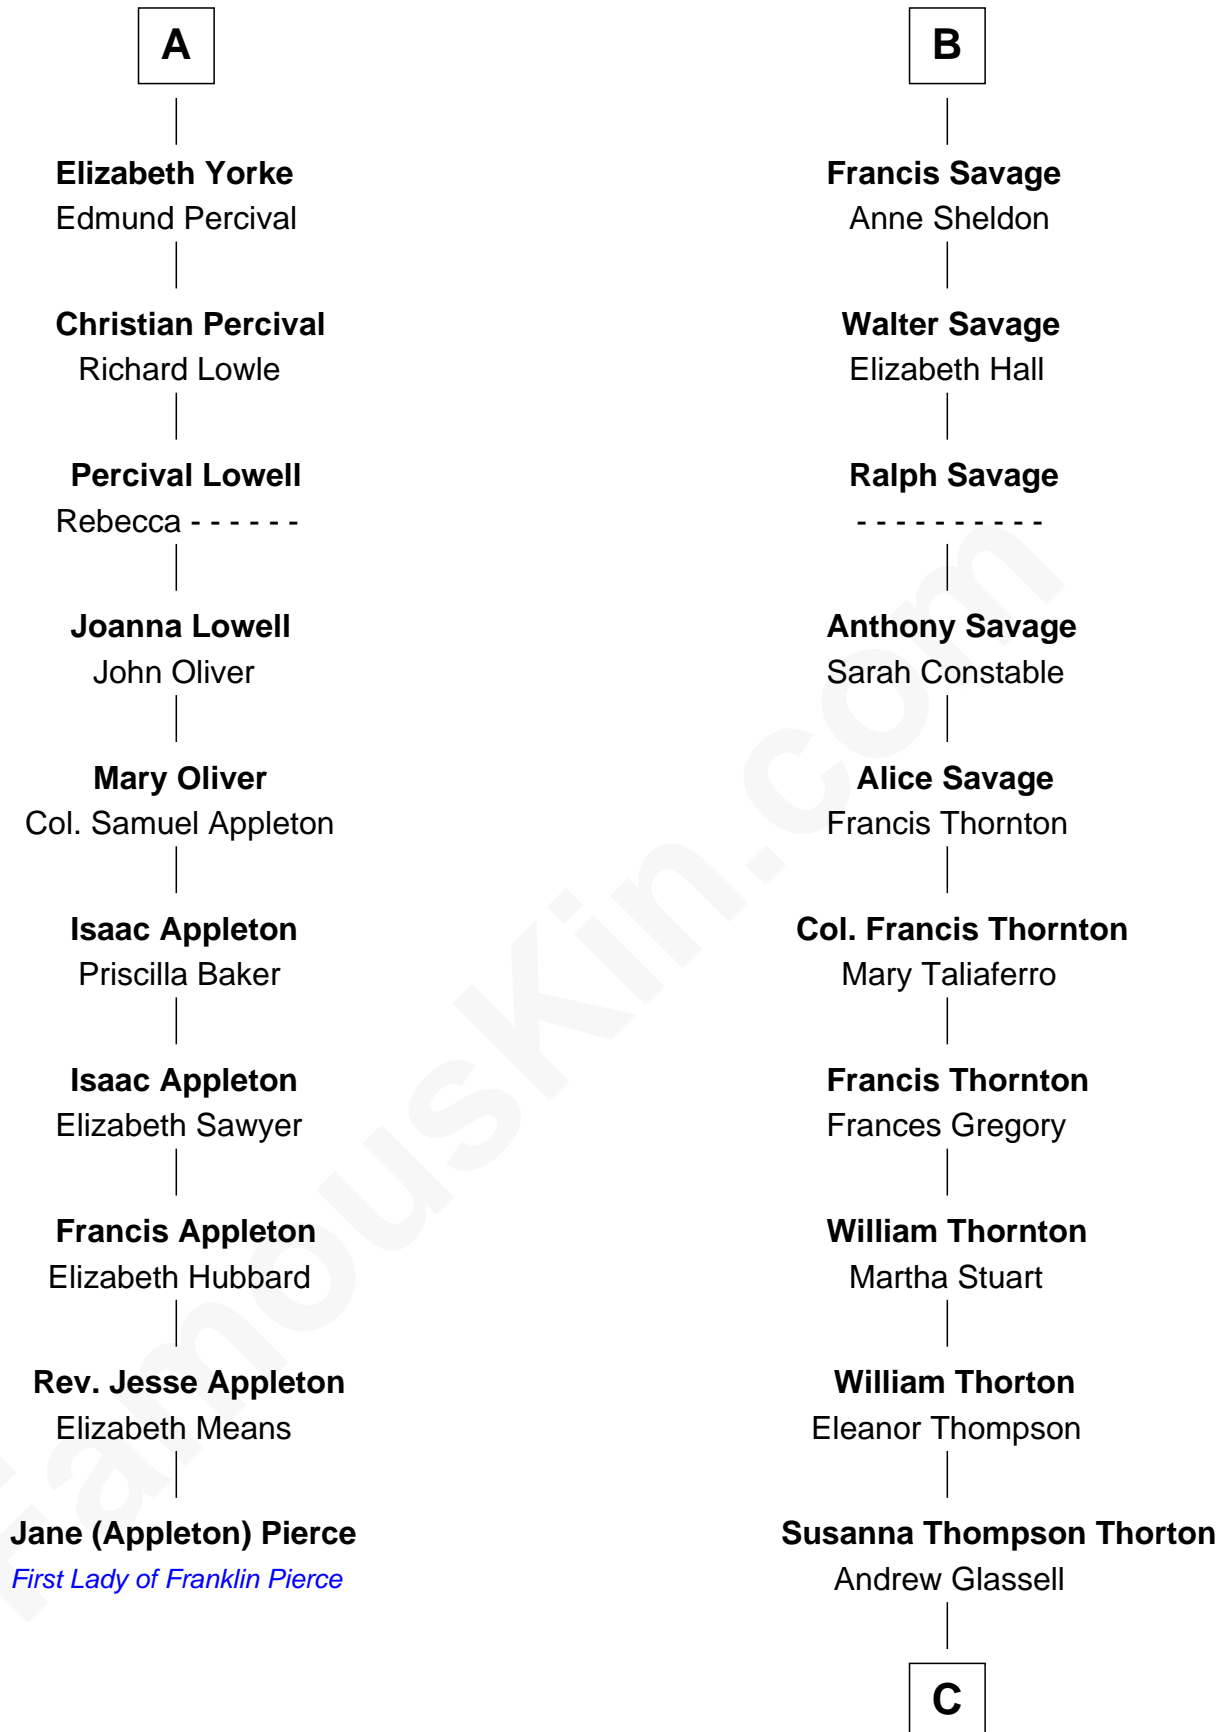 A
Elizabeth Yorke
Edmund Percival
Christian Percival
Richard Lowle
Percival Lowell
Rebecca - - - - - -
Joanna Lowell
John Oliver
Mary Oliver
Col. Samuel Appleton
Isaac Appleton
Priscilla Baker
Isaac Appleton
Elizabeth Sawyer
Francis Appleton
Elizabeth Hubbard
Rev. Jesse Appleton
Elizabeth Means
Jane (Appleton) Pierce
First Lady of Franklin Pierce
B
Francis Savage
Anne Sheldon
Walter Savage
Elizabeth Hall
Ralph Savage
- - - - - - - - - -
Anthony Savage
Sarah Constable
Alice Savage
Francis Thornton
Col. Francis Thornton
Mary Taliaferro
Francis Thornton
Frances Gregory
William Thornton
Martha Stuart
William Thorton
Eleanor Thompson
Susanna Thompson Thorton
Andrew Glassell
C
FamousKin.com